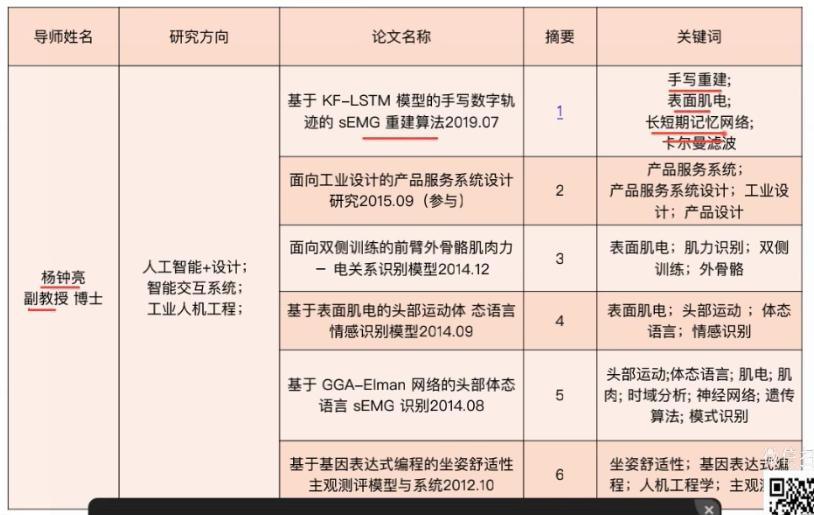 导师姓名
研究方向
论文名称
摘要
关键词
杨钟亮
副教授 博士
人工智能+设计；
智能交互系统；
工业人机工程；
基于 KF-LSTM 模型的手写数字轨
迹的 sEMG 重建算法2019.07
1
手写重建;
表面肌电;
长短期记忆网络;
卡尔曼滤波
面向工业设计的产品服务系统设计
研究2015.09（参与）
2
产品服务系统；
产品服务系统设计；工业设
计；产品设计
面向双侧训练的前臂外骨骼肌肉力
— 电关系识别模型2014.12
3
表面肌电；肌力识别；双侧
训练；外骨骼
基于表面肌电的头部运动体 态语言
情感识别模型2014.09
4
表面肌电；头部运动 ；体态
语言；情感识别
基于 GGA-Elman 网络的头部体态
语言 sEMG 识别2014.08
5
头部运动;体态语言; 肌电; 肌
肉; 时域分析; 神经网络; 遗传
算法; 模式识别
基于基因表达式编程的坐姿舒适性
主观测评模型与系统2012.10
6
坐姿舒适性；基因表达式编
程；人机工程学；主观